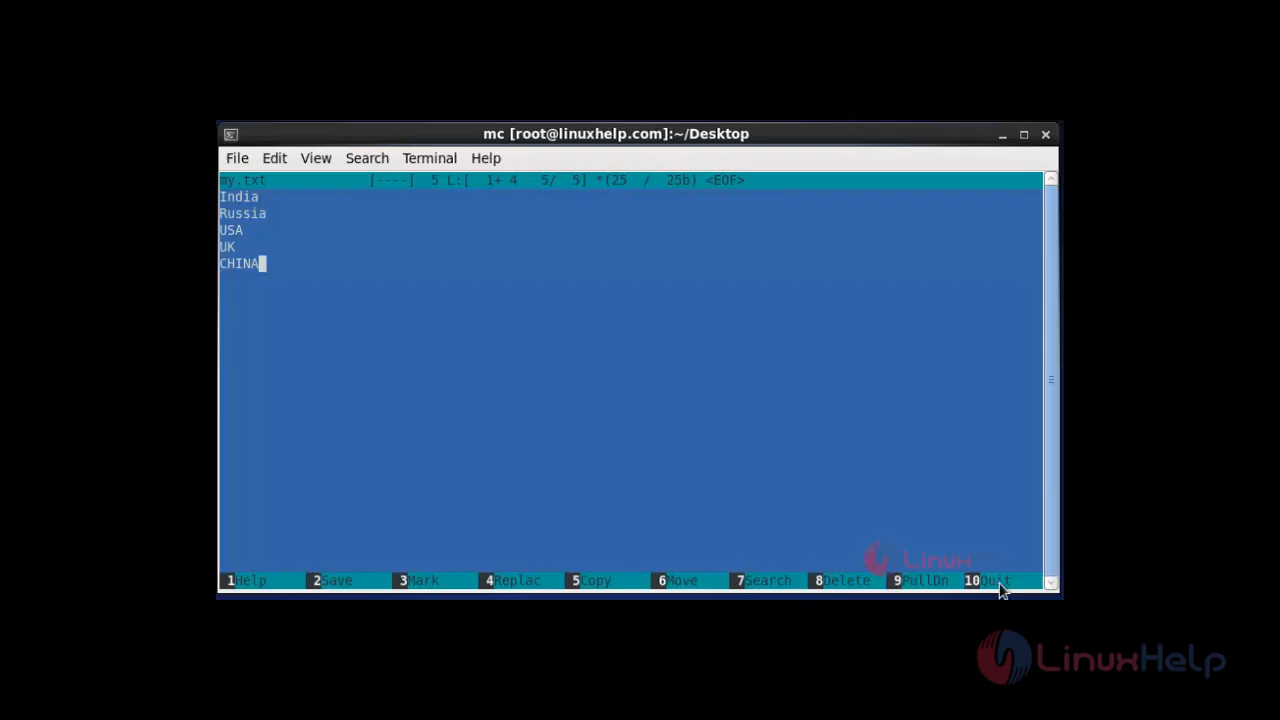 mc [root@linuxhelp.com]:~/Desktop
File Edit View Search Terminal Help
my.txt [----] 5 L:[ 1+ 4 5/ 5] *(25 / 25b) <EOF>
India
Russia
USA
UK
CHINA
Linux
1Help 2Save 3Mark 4Replac 5Copy 6Move 7Search 8Delete 9PullDn 10Quit
LinuxHelp